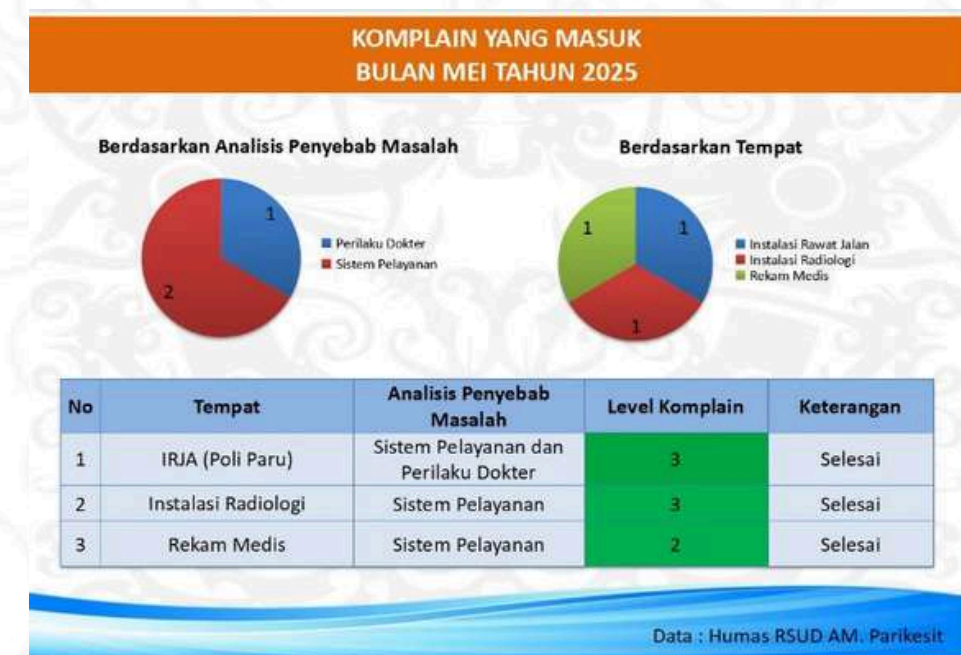 KOMPLAIN YANG MASUK
BULAN MEI TAHUN 2025
Berdasarkan Analisis Penyebab Masalah
1
2
Perilaku Dokter
Sistem Pelayanan
Berdasarkan Tempat
1
1
1
Instalasi Rawat Jalan
Instalasi Radiologi
Rekam Medis
No Tempat Analisis Penyebab Masalah Level Komplain Keterangan
1 IRJA (Poli Paru) Sistem Pelayanan dan Perilaku Dokter 3 Selesai
2 Instalasi Radiologi Sistem Pelayanan 3 Selesai
3 Rekam Medis Sistem Pelayanan 2 Selesai
Data : Humas RSUD AM. Parikesit